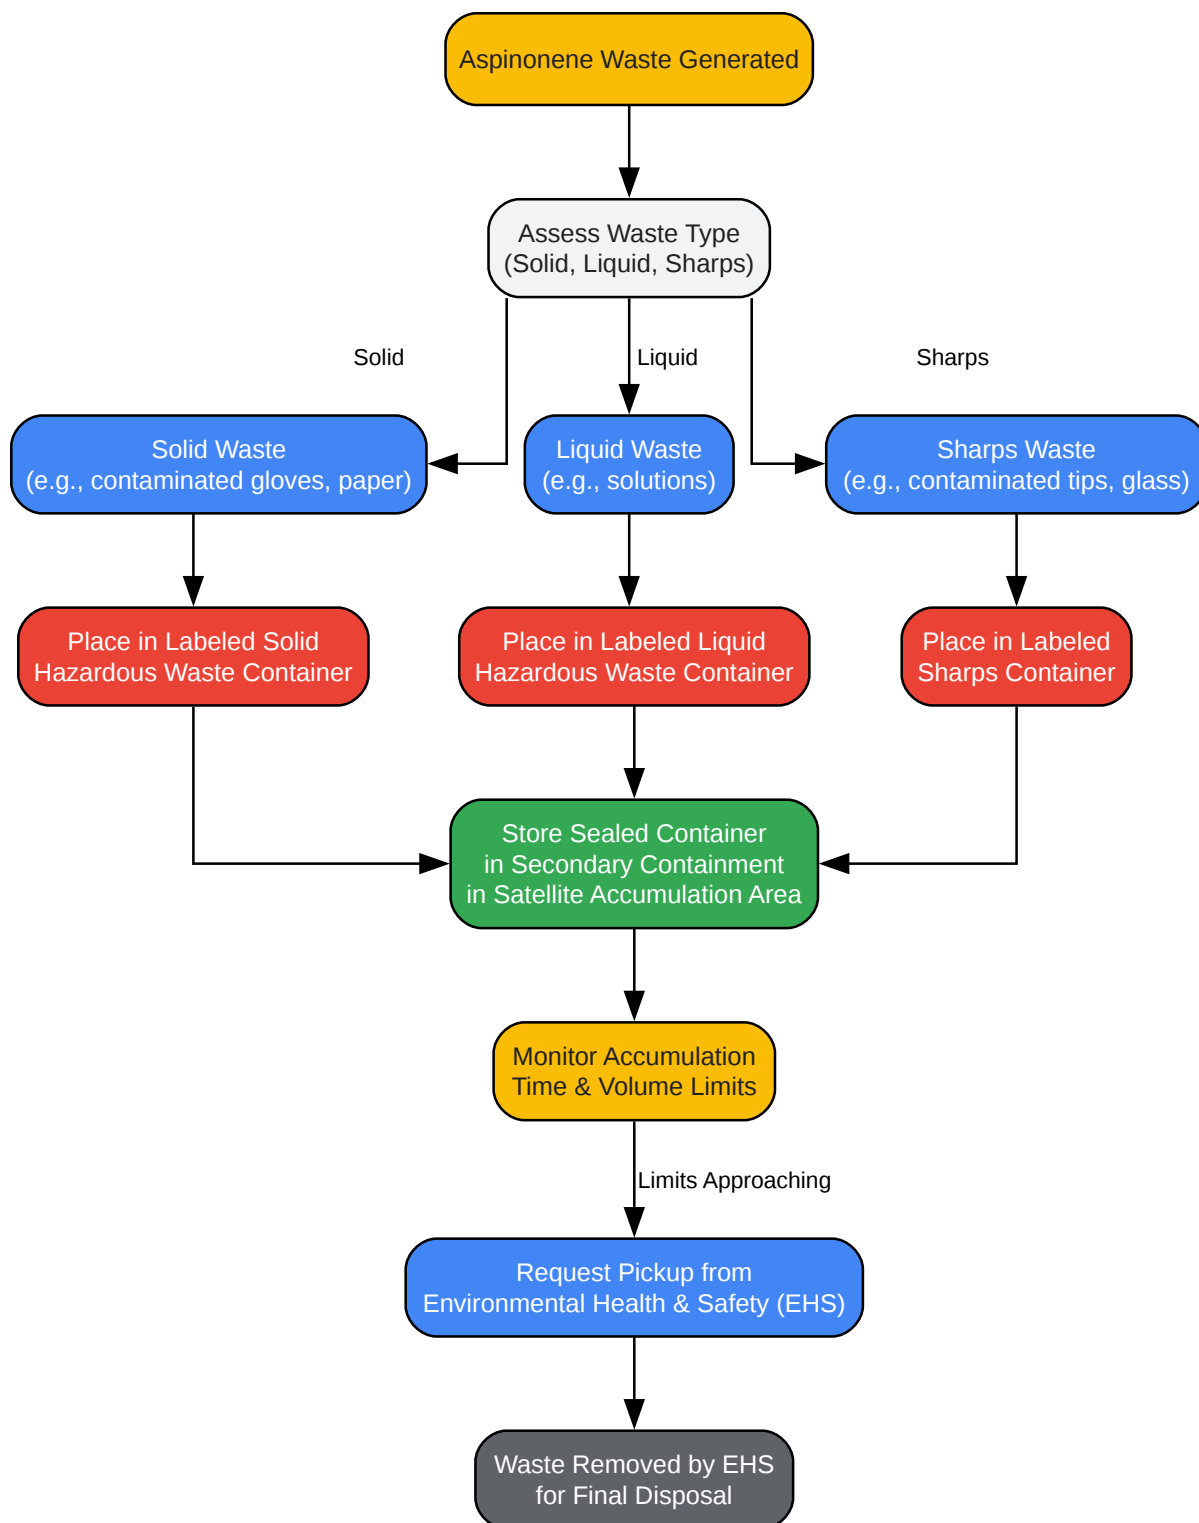 Aspinonene Waste Generated
Assess Waste Type
(Solid, Liquid, Sharps)
Solid
Liquid
Sharps
Solid Waste
(e.g., contaminated gloves, paper)
Liquid Waste
(e.g., solutions)
Sharps Waste
(e.g., contaminated tips, glass)
Place in Labeled Solid
Hazardous Waste Container
Place in Labeled Liquid
Hazardous Waste Container
Place in Labeled
Sharps Container
Store Sealed Container
in Secondary Containment
in Satellite Accumulation Area
Monitor Accumulation
Time & Volume Limits
Limits Approaching
Request Pickup from
Environmental Health & Safety (EHS)
Waste Removed by EHS
for Final Disposal